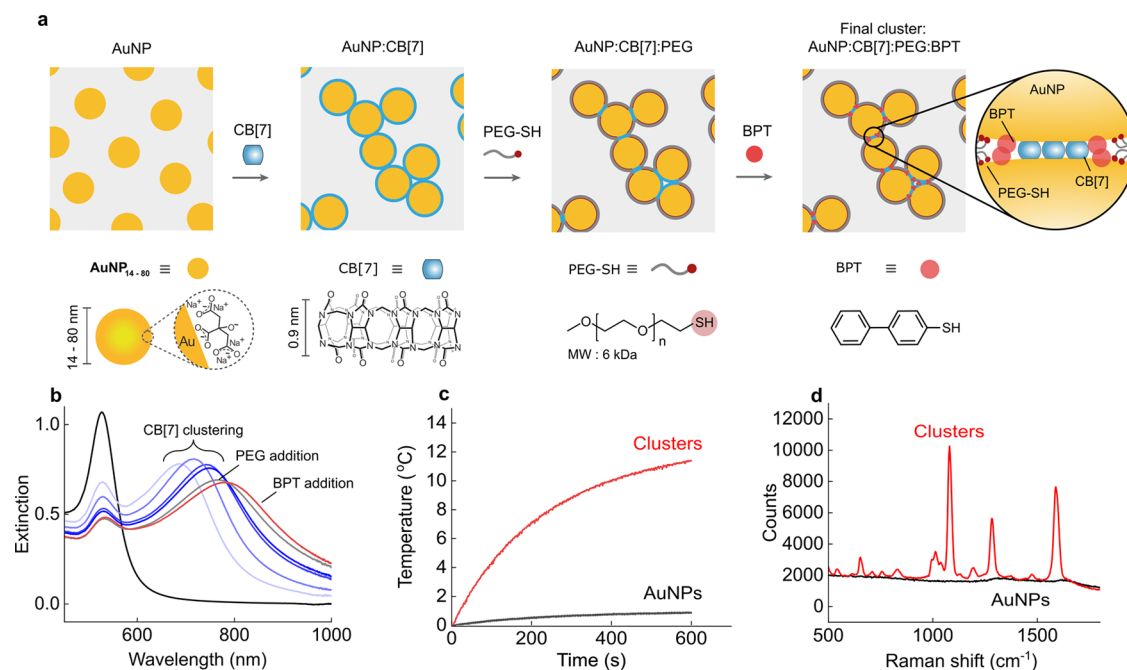 a
AuNP
AuNP:CB[7]
AuNP:CB[7]:PEG
Final cluster:
AuNP:CB[7]:PEG:BPT
CB[7]
PEG-SH
BPT
AuNP
BPT
PEG-SH
CB[7]
AuNP14 - 80 ≡
CB[7] ≡
PEG-SH ≡
BPT ≡
14 - 80 nm
Au
Na+
Na+
Na+
0.9 nm
O
O
n
SH
MW : 6 kDa
SH
b
Extinction
1.0
0.5
0.0
CB[7] clustering
PEG addition
BPT addition
600 800 1000
Wavelength (nm)
c
Temperature (°C)
14
12
10
8
6
4
2
0
Clusters
AuNPs
0 200 400 600
Time (s)
d
Counts
12000
10000
8000
6000
4000
2000
0
Clusters
AuNPs
500 1000 1500
Raman shift (cm-1)